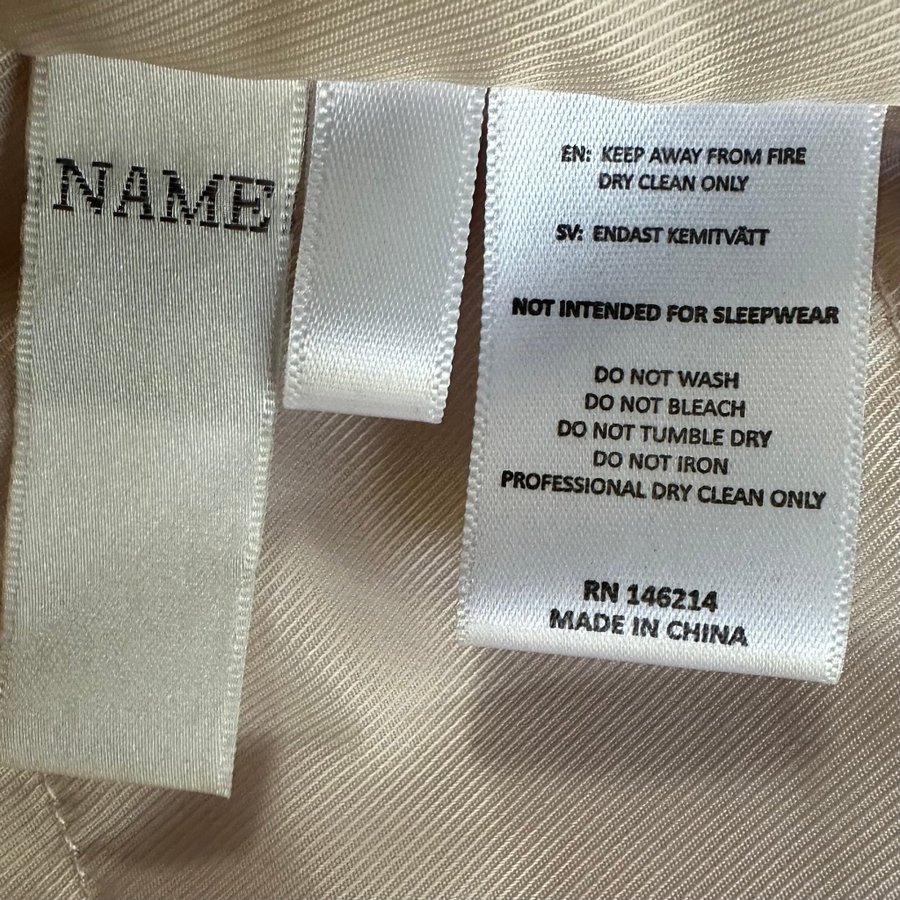 NAME
EN: KEEP AWAY FROM FIRE
DRY CLEAN ONLY
SV: ENDAST KEMITVÄTT
NOT INTENDED FOR SLEEPWEAR
DO NOT WASH
DO NOT BLEACH
DO NOT TUMBLE DRY
DO NOT IRON
PROFESSIONAL DRY CLEAN ONLY
RN 146214
MADE IN CHINA